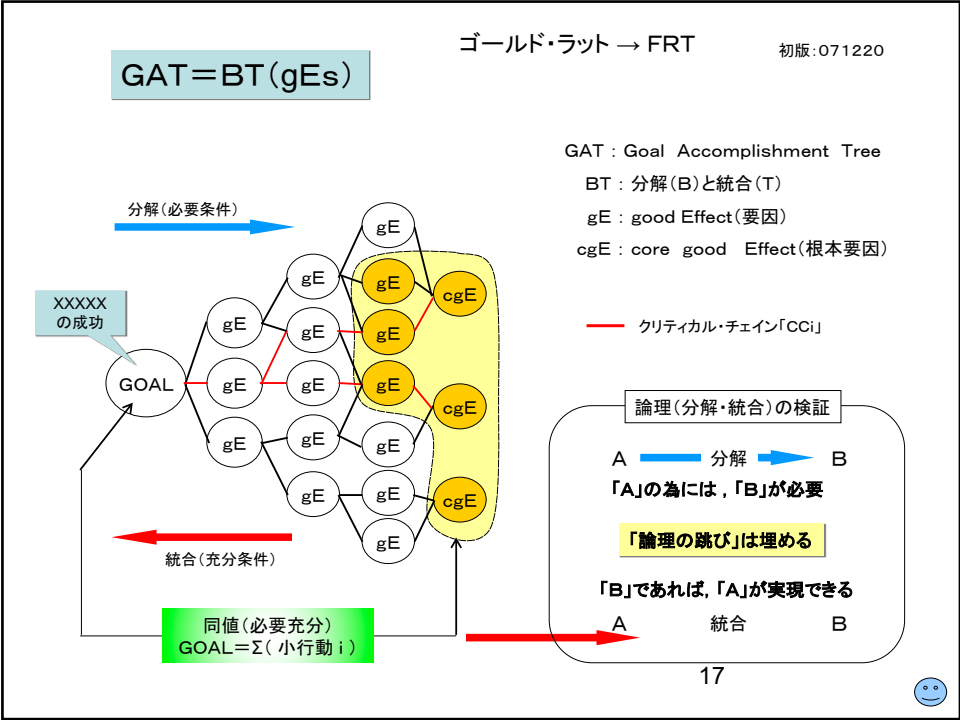 ゴールド・ラット → FRT
初版:071220
GAT=BT(gEs)
GAT : Goal Accomplishment Tree
BT : 分解(B)と統合(T)
gE : good Effect(要因)
cgE : core good Effect(根本要因)
分解(必要条件)
gE
gE
gE
cgE
XXXXX
の成功
gE
gE
gE
クリティカル・チェイン「CCi」
GOAL
gE
gE
gE
cgE
論理(分解・統合)の検証
gE
gE
gE
A 分解 B
「A」の為には,「B」が必要
gE
gE
cgE
gE
「論理の跳び」は埋める
統合(充分条件)
「B」であれば,「A」が実現できる
同値(必要充分)
GOAL=Σ( 小行動 i )
A 統合 B
17